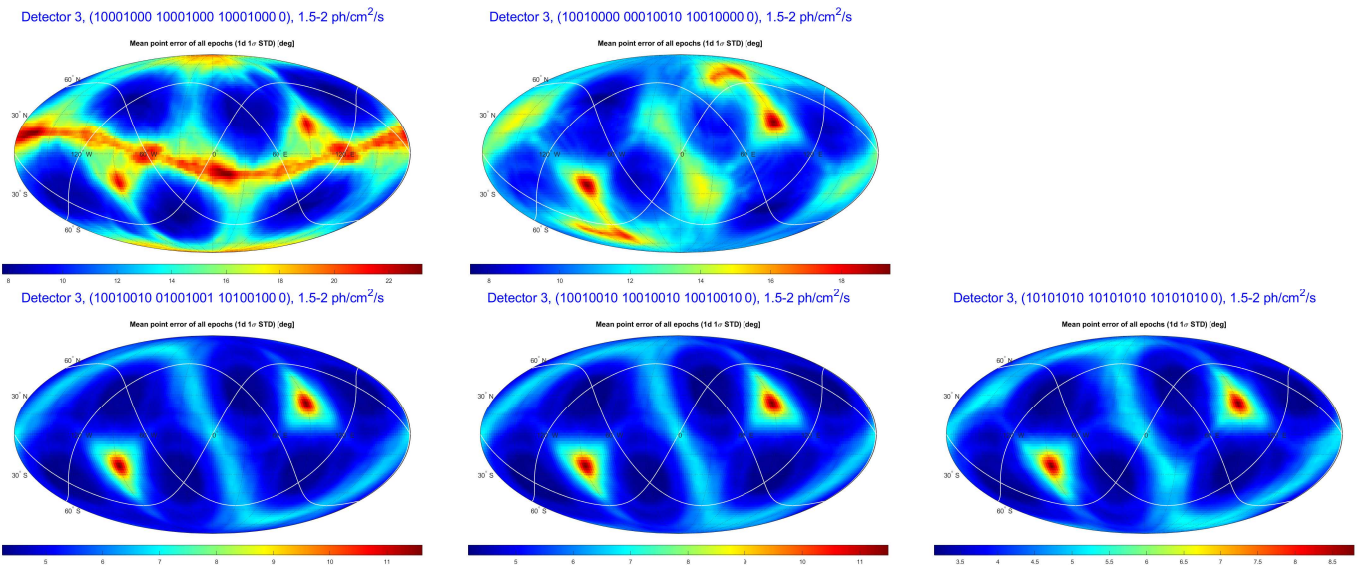 Detector 3, (10001000 10001000 10001000 0), 1.5-2 ph/cm²/s
Mean point error of all epochs (1d 1σ STD) [deg]
60° N
30° N
120° W
60° W
0
60° E
120° E
30° S
60° S
8 10 12 14 16 18 20 22
Detector 3, (10010000 00010010 10010000 0), 1.5-2 ph/cm²/s
Mean point error of all epochs (1d 1σ STD) [deg]
60° N
30° N
120° W
0
60° E
30° S
60° S
8 10 12 14 16 18
Detector 3, (10010010 01001001 10100100 0), 1.5-2 ph/cm²/s
Mean point error of all epochs (1d 1σ STD) [deg]
60° N
30° N
0
30° S
60° S
5 6 7 8 9 10 11
Detector 3, (10010010 10010010 10010010 0), 1.5-2 ph/cm²/s
Mean point error of all epochs (1d 1σ STD) [deg]
60° N
30° N
0
30° S
60° S
5 6 7 8 9 10 11
Detector 3, (10101010 10101010 10101010 0), 1.5-2 ph/cm²/s
Mean point error of all epochs (1d 1σ STD) [deg]
60° N
30° N
0
30° S
60° S
3.5 4 4.5 5 5.5 6 6.5 7 7.5 8 8.5